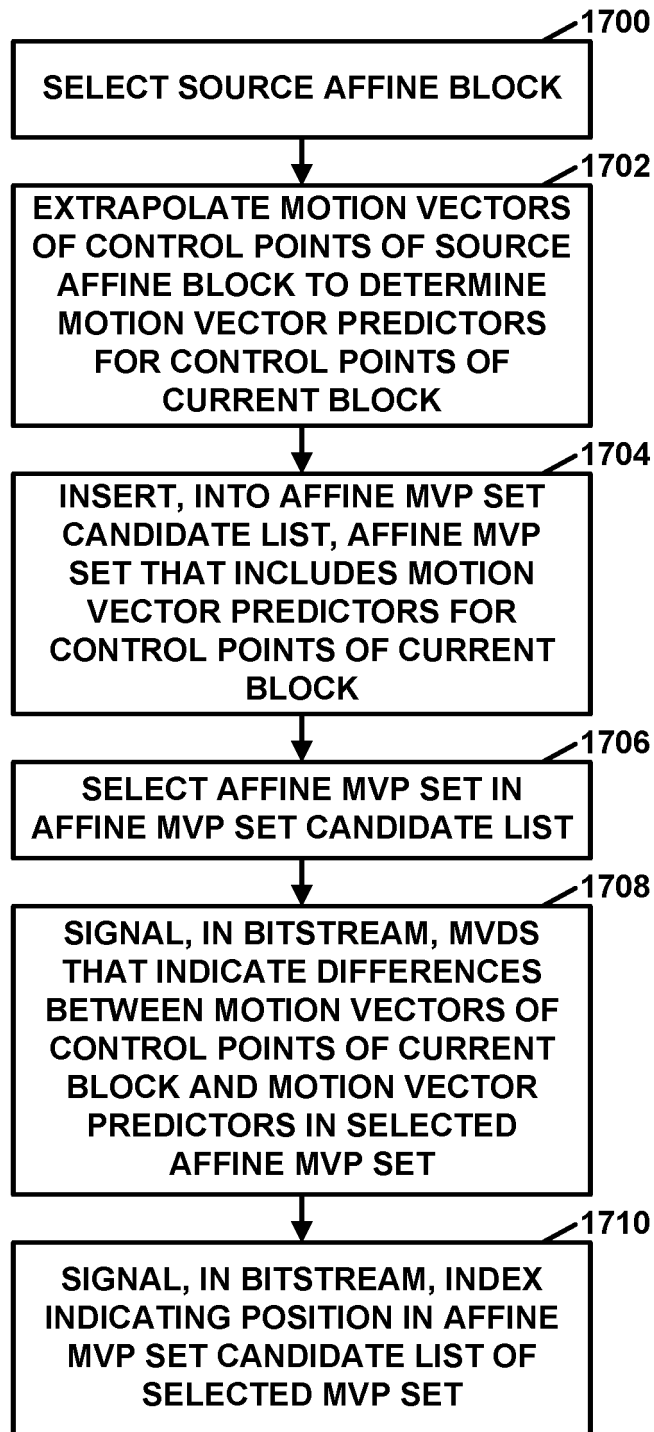 1700
SELECT SOURCE AFFINE BLOCK
1702
EXTRAPOLATE MOTION VECTORS
OF CONTROL POINTS OF SOURCE
AFFINE BLOCK TO DETERMINE
MOTION VECTOR PREDICTORS
FOR CONTROL POINTS OF
CURRENT BLOCK
1704
INSERT, INTO AFFINE MVP SET
CANDIDATE LIST, AFFINE MVP
SET THAT INCLUDES MOTION
VECTOR PREDICTORS FOR
CONTROL POINTS OF CURRENT
BLOCK
1706
SELECT AFFINE MVP SET IN
AFFINE MVP SET CANDIDATE LIST
1708
SIGNAL, IN BITSTREAM, MVDS
THAT INDICATE DIFFERENCES
BETWEEN MOTION VECTORS OF
CONTROL POINTS OF CURRENT
BLOCK AND MOTION VECTOR
PREDICTORS IN SELECTED
AFFINE MVP SET
1710
SIGNAL, IN BITSTREAM, INDEX
INDICATING POSITION IN AFFINE
MVP SET CANDIDATE LIST OF
SELECTED MVP SET